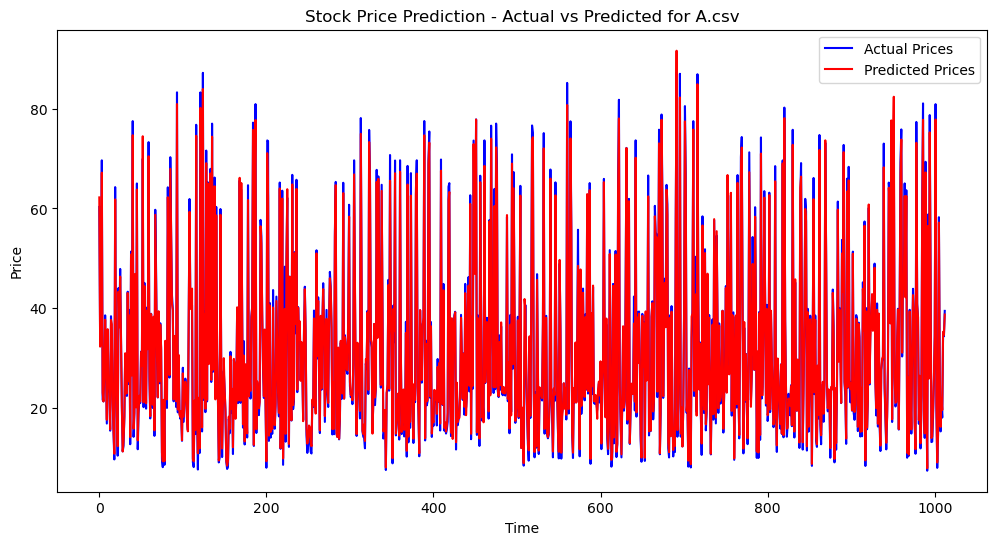 Stock Price Prediction - Actual vs Predicted for A.csv
Actual Prices
Predicted Prices
Price
80
60
40
20
0
200
400
600
800
1000
Time